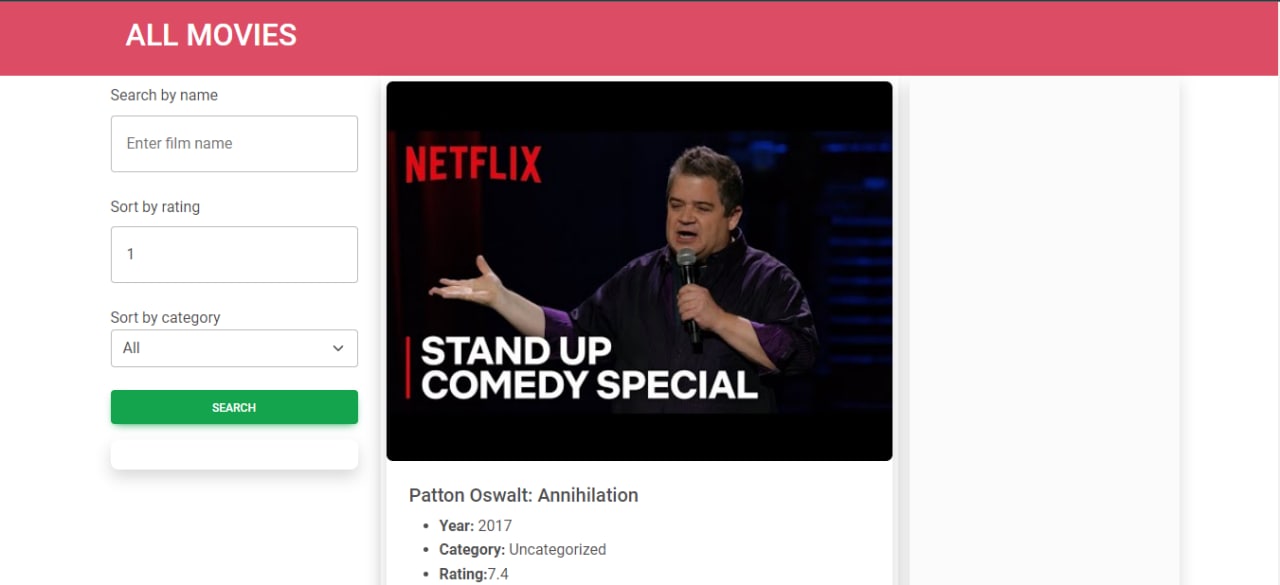 ALL MOVIES
Search by name
Enter film name
Sort by rating
1
Sort by category
All
SEARCH
NETFLIX
STAND UP
COMEDY SPECIAL
Patton Oswalt: Annihilation
• Year: 2017
• Category: Uncategorized
• Rating:7.4